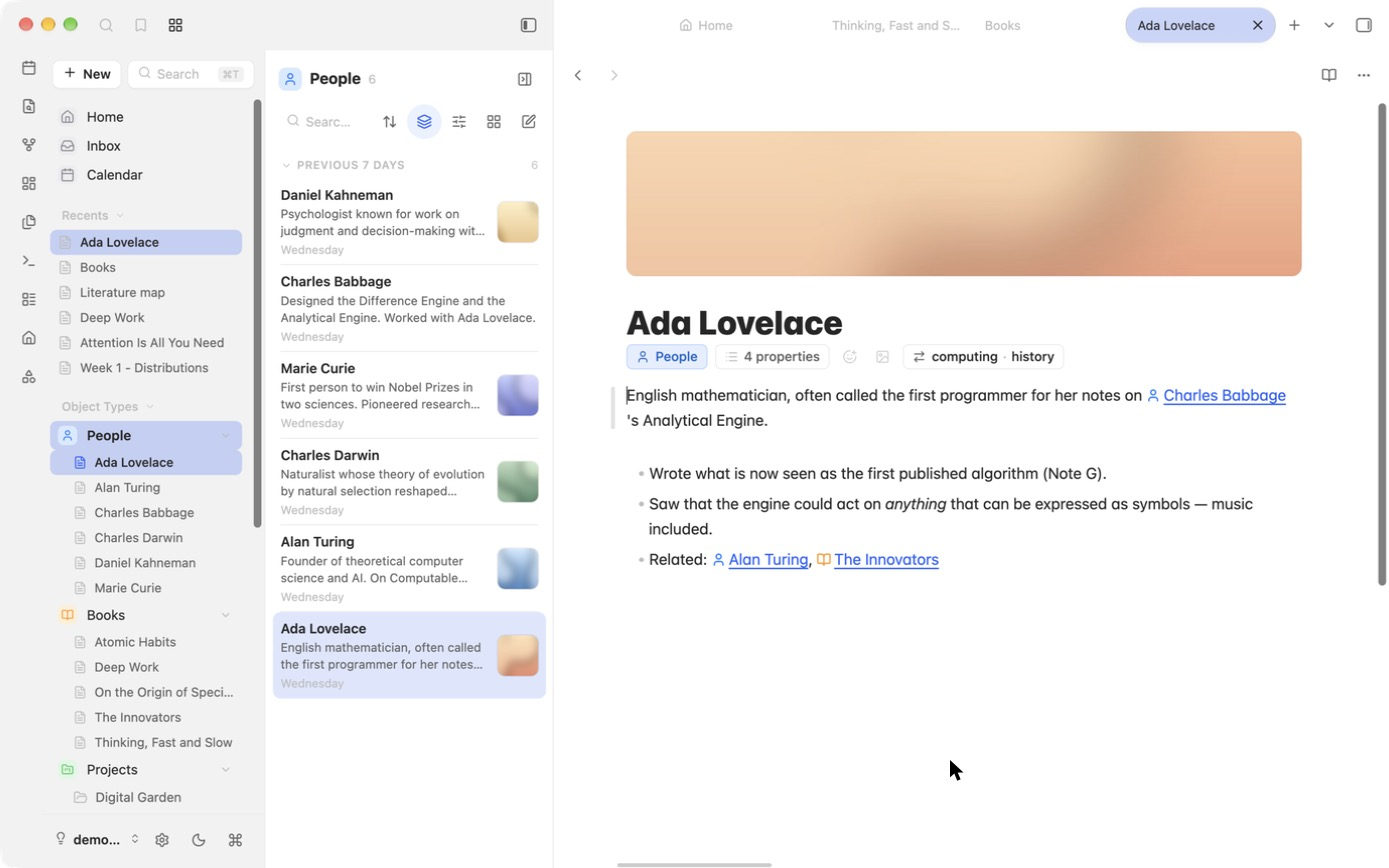 Home
Thinking, Fast and S...
Books
Ada Lovelace
New
Search
⌘T
Home
Inbox
Calendar
Recents
Ada Lovelace
Books
Literature map
Deep Work
Attention Is All You Need
Week 1 - Distributions
Object Types
People
Ada Lovelace
Alan Turing
Charles Babbage
Charles Darwin
Daniel Kahneman
Marie Curie
Books
Atomic Habits
Deep Work
On the Origin of Speci...
The Innovators
Thinking, Fast and Slow
Projects
Digital Garden
demo...
People 6
Searc...
PREVIOUS 7 DAYS 6
Daniel Kahneman
Psychologist known for work on
judgment and decision-making wit...
Wednesday
Charles Babbage
Designed the Difference Engine and the
Analytical Engine. Worked with Ada Lovelace.
Wednesday
Marie Curie
First person to win Nobel Prizes in
two sciences. Pioneered research...
Wednesday
Charles Darwin
Naturalist whose theory of evolution
by natural selection reshaped...
Wednesday
Alan Turing
Founder of theoretical computer
science and AI. On Computable...
Wednesday
Ada Lovelace
English mathematician, often called
the first programmer for her notes...
Wednesday
Ada Lovelace
People
4 properties
computing · history
English mathematician, often called the first programmer for her notes on Charles Babbage
's Analytical Engine.
• Wrote what is now seen as the first published algorithm (Note G).
• Saw that the engine could act on anything that can be expressed as symbols — music
included.
• Related: Alan Turing, The Innovators